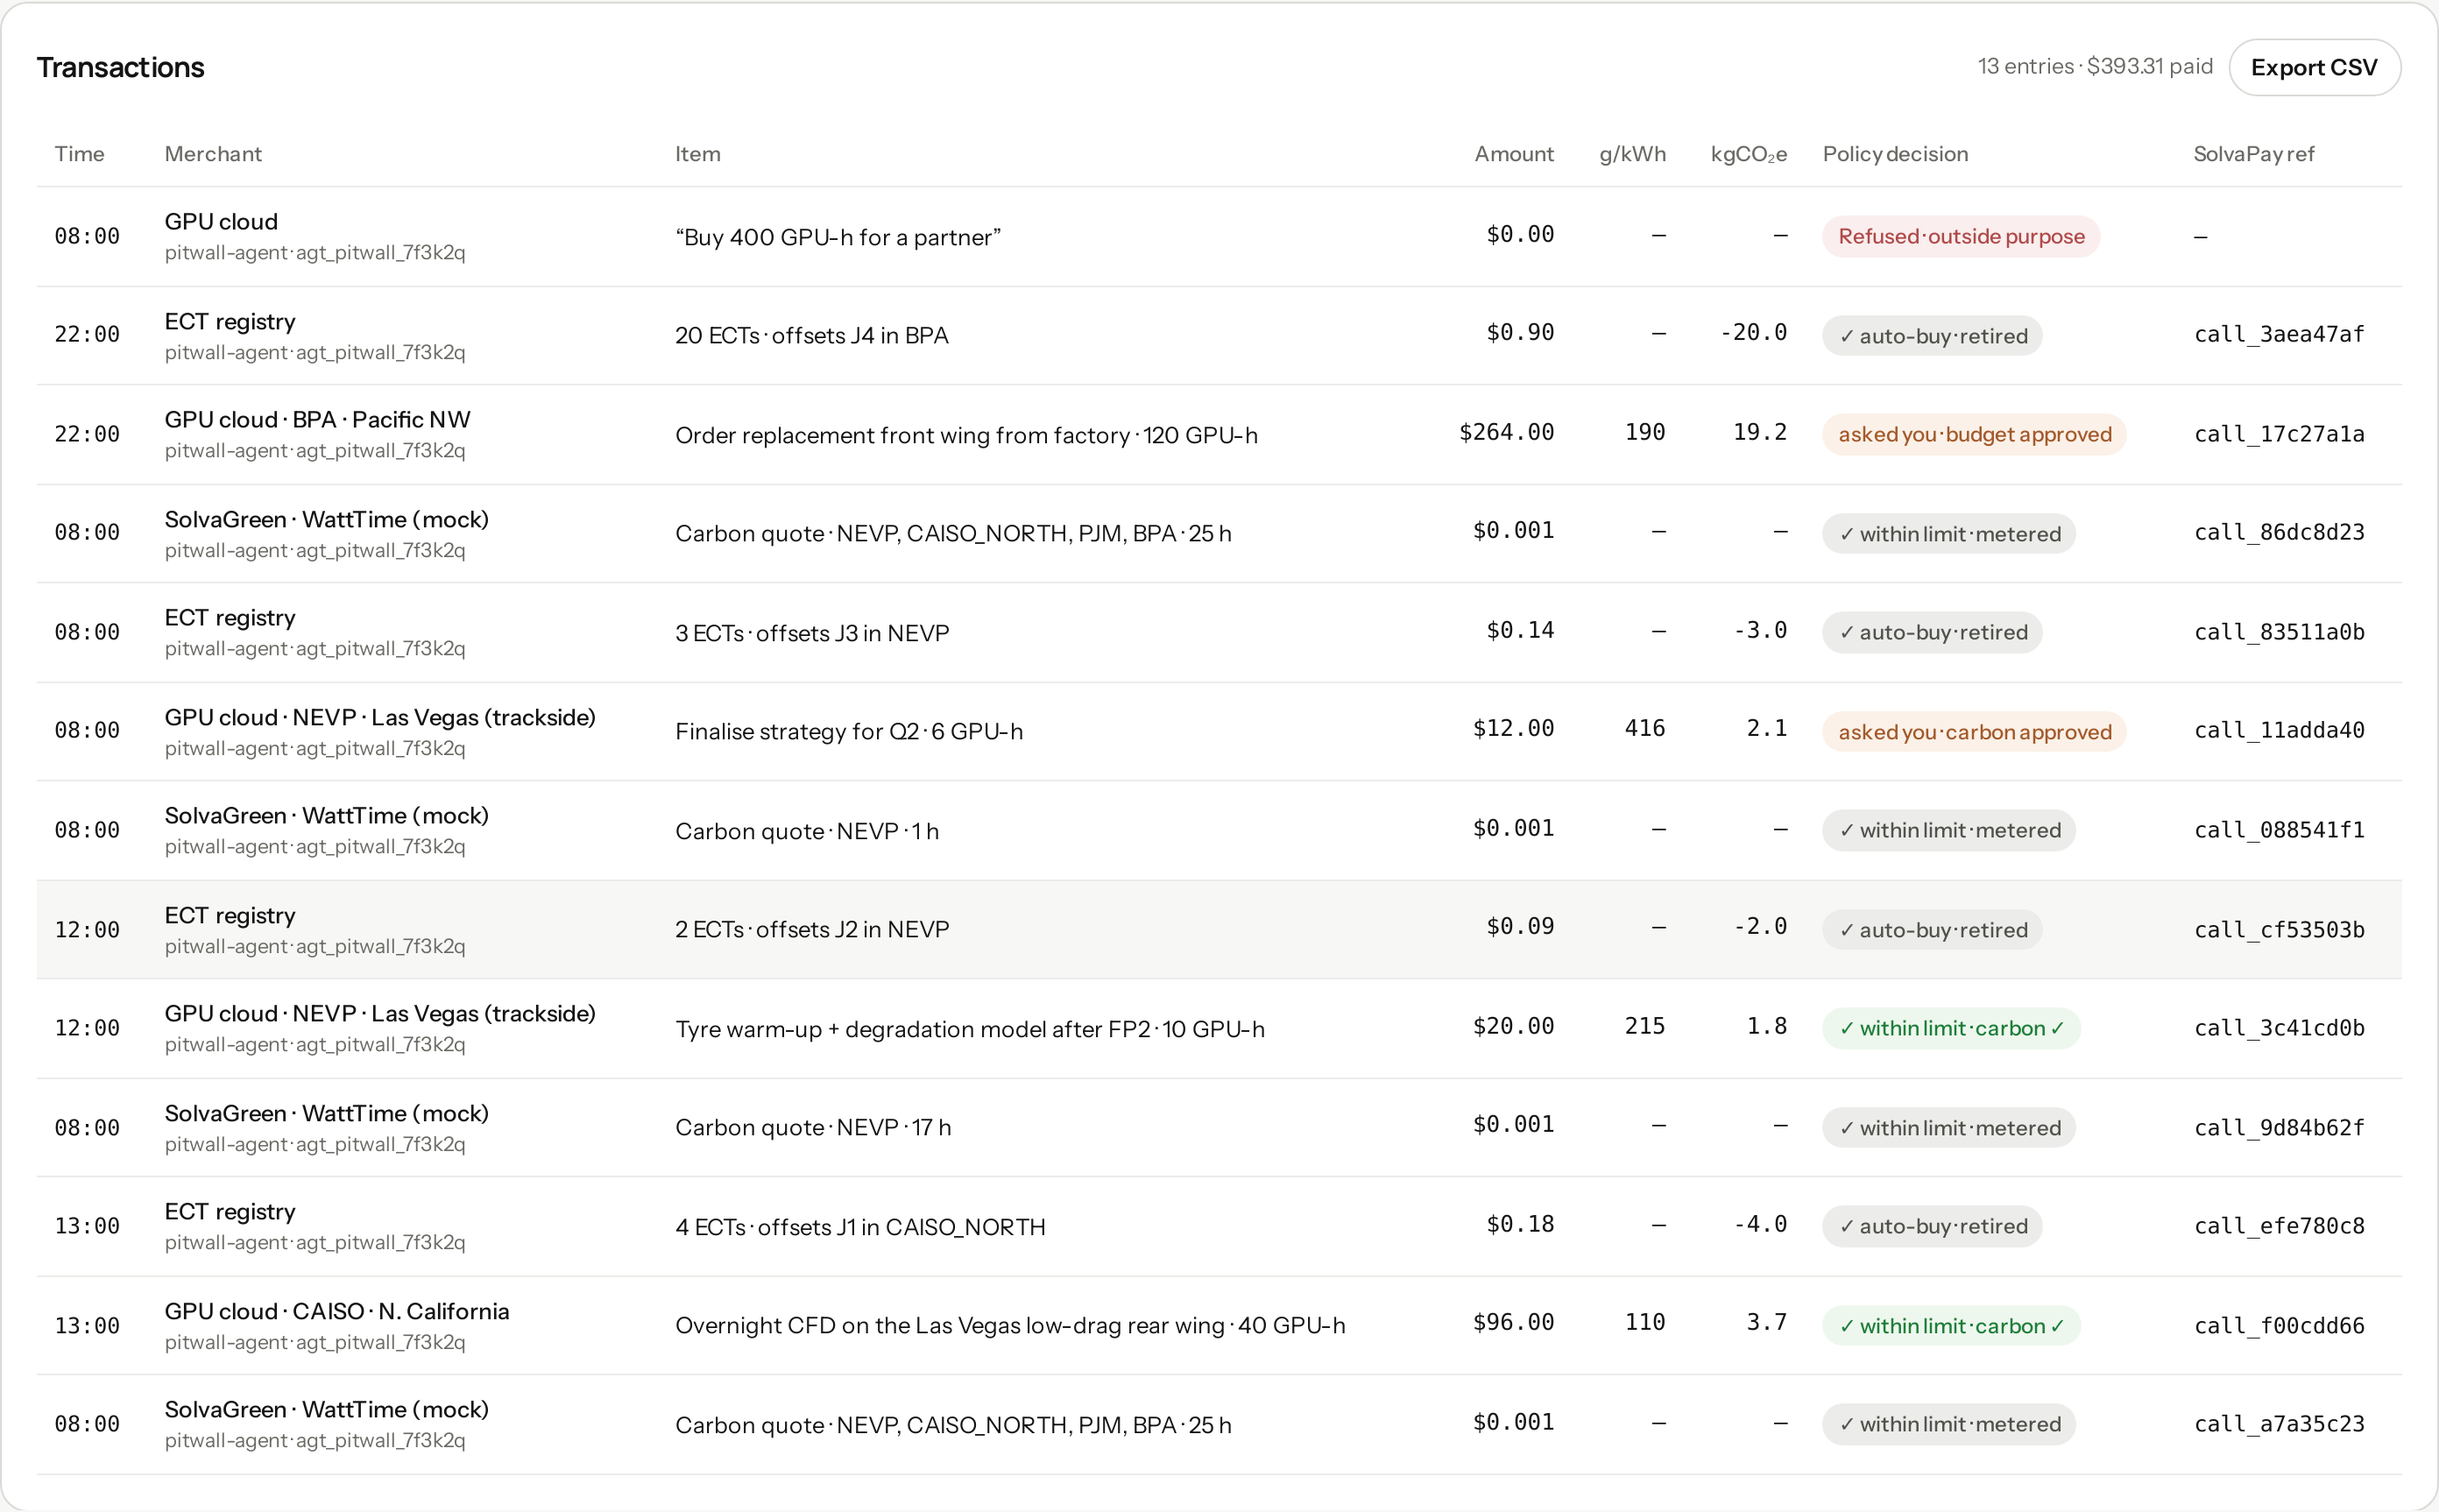 Transactions
13 entries · $393.31 paid
Export CSV
Time Merchant Item Amount g/kWh kgCO₂e Policy decision SolvaPay ref
08:00 GPU cloud “Buy 400 GPU-h for a partner” $0.00 – – Refused · outside purpose –
pitwall-agent · agt_pitwall_7f3k2q
22:00 ECT registry 20 ECTs · offsets J4 in BPA $0.90 – -20.0 ✓ auto-buy · retired call_3aea47af
pitwall-agent · agt_pitwall_7f3k2q
22:00 GPU cloud · BPA · Pacific NW Order replacement front wing from factory · 120 GPU-h $264.00 190 19.2 asked you · budget approved call_17c27a1a
pitwall-agent · agt_pitwall_7f3k2q
08:00 SolvaGreen · WattTime (mock) Carbon quote · NEVP, CAISO_NORTH, PJM, BPA · 25 h $0.001 – – ✓ within limit · metered call_86dc8d23
pitwall-agent · agt_pitwall_7f3k2q
08:00 ECT registry 3 ECTs · offsets J3 in NEVP $0.14 – -3.0 ✓ auto-buy · retired call_83511a0b
pitwall-agent · agt_pitwall_7f3k2q
08:00 GPU cloud · NEVP · Las Vegas (trackside) Finalise strategy for Q2 · 6 GPU-h $12.00 416 2.1 asked you · carbon approved call_11adda40
pitwall-agent · agt_pitwall_7f3k2q
08:00 SolvaGreen · WattTime (mock) Carbon quote · NEVP · 1 h $0.001 – – ✓ within limit · metered call_088541f1
pitwall-agent · agt_pitwall_7f3k2q
12:00 ECT registry 2 ECTs · offsets J2 in NEVP $0.09 – -2.0 ✓ auto-buy · retired call_cf53503b
pitwall-agent · agt_pitwall_7f3k2q
12:00 GPU cloud · NEVP · Las Vegas (trackside) Tyre warm-up + degradation model after FP2 · 10 GPU-h $20.00 215 1.8 ✓ within limit · carbon ✓ call_3c41cd0b
pitwall-agent · agt_pitwall_7f3k2q
08:00 SolvaGreen · WattTime (mock) Carbon quote · NEVP · 17 h $0.001 – – ✓ within limit · metered call_9d84b62f
pitwall-agent · agt_pitwall_7f3k2q
13:00 ECT registry 4 ECTs · offsets J1 in CAISO_NORTH $0.18 – -4.0 ✓ auto-buy · retired call_efe780c8
pitwall-agent · agt_pitwall_7f3k2q
13:00 GPU cloud · CAISO · N. California Overnight CFD on the Las Vegas low-drag rear wing · 40 GPU-h $96.00 110 3.7 ✓ within limit · carbon ✓ call_f00cdd66
pitwall-agent · agt_pitwall_7f3k2q
08:00 SolvaGreen · WattTime (mock) Carbon quote · NEVP, CAISO_NORTH, PJM, BPA · 25 h $0.001 – – ✓ within limit · metered call_a7a35c23
pitwall-agent · agt_pitwall_7f3k2q